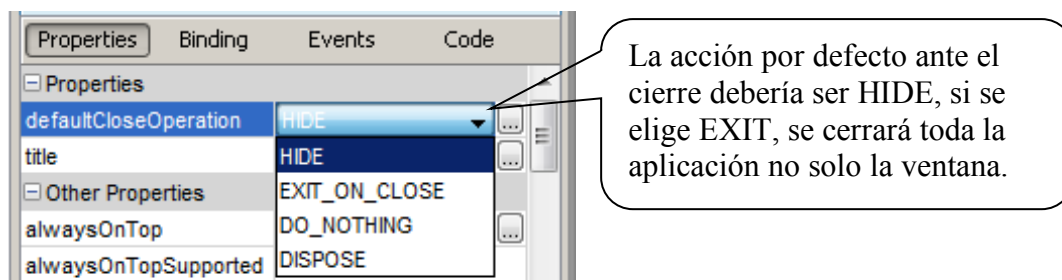 Properties Binding Events Code
Properties
defaultCloseOperation HIDE ...
title HIDE ...
Other Properties EXIT_ON_CLOSE
alwaysOnTop DO_NOTHING ...
alwaysOnTopSupported DISPOSE
La acción por defecto ante el
cierre debería ser HIDE, si se
elige EXIT, se cerrará toda la
aplicación no solo la ventana.